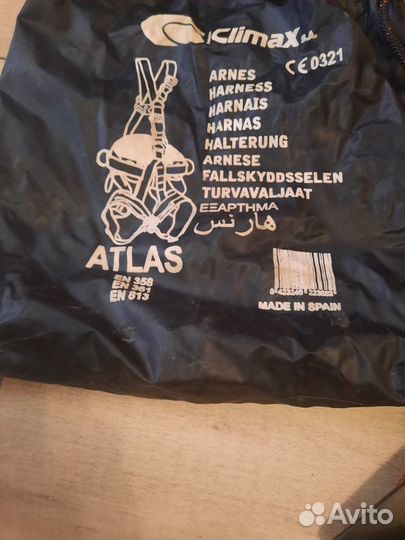 climax s.a.
CE 0321
ARNES
HARNESS
HARNAIS
HARNAS
HALTERUNG
ARNESE
FALLSKYDDSSELEN
TURVAVALJAAT
ΕΞΑΡΤΗΜΑ
هارنس
ATLAS
EN 358
EN 361
EN 813
MADE IN SPAIN
Avito